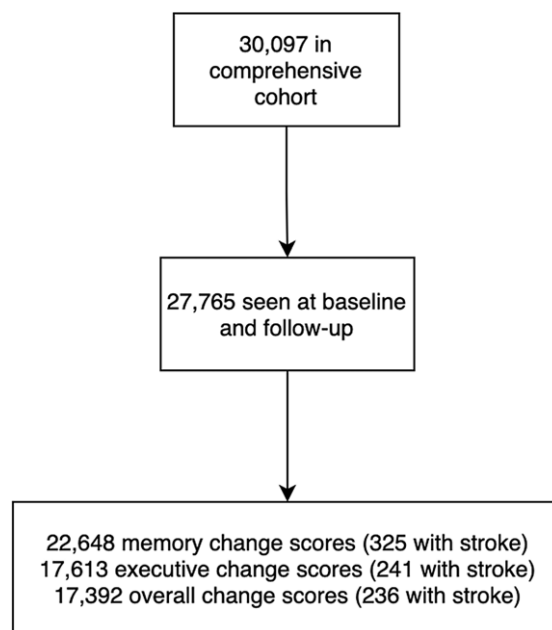 30,097 in
comprehensive
cohort
27,765 seen at baseline
and follow-up
22,648 memory change scores (325 with stroke)
17,613 executive change scores (241 with stroke)
17,392 overall change scores (236 with stroke)